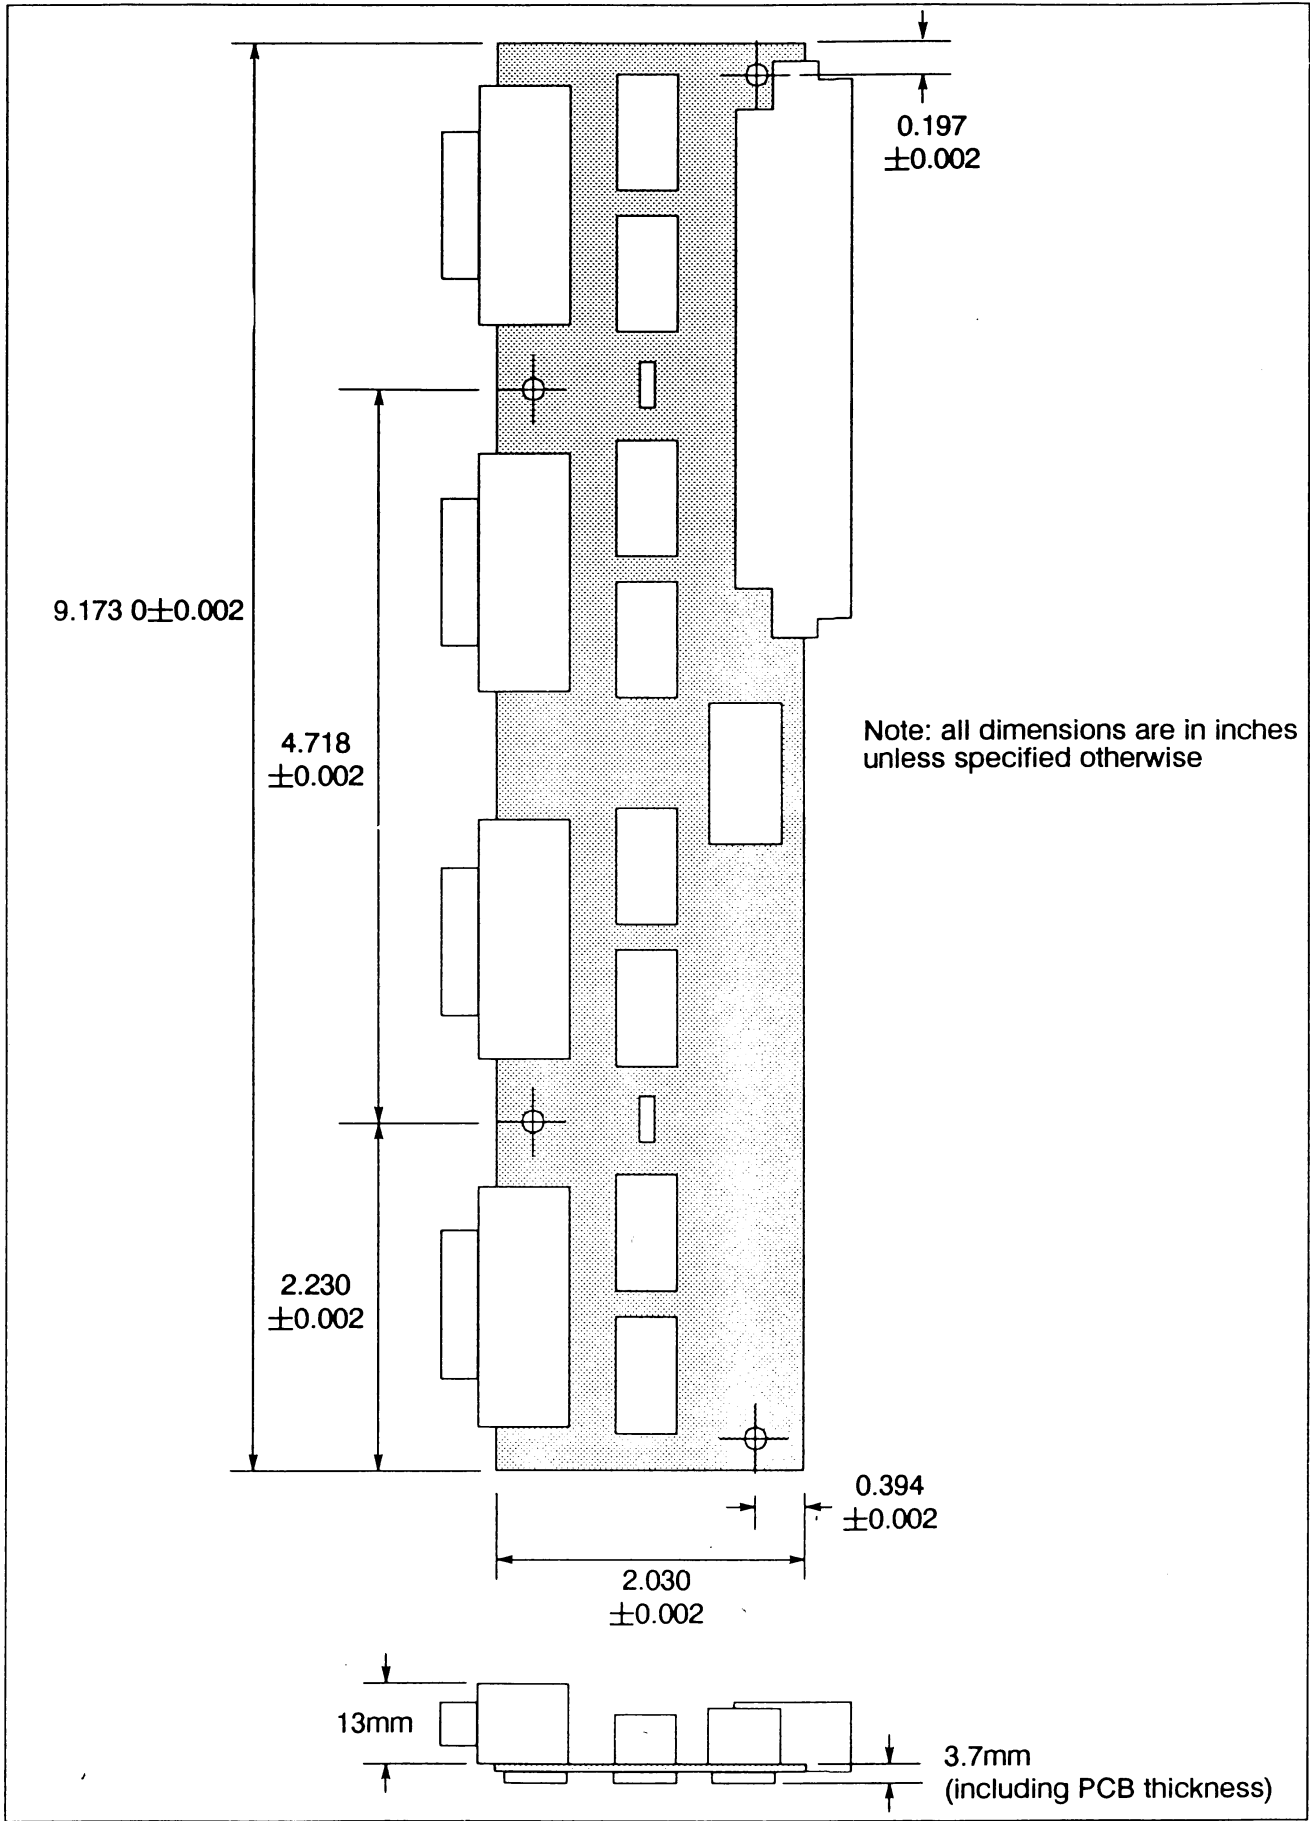 0.197
±0.002
9.173 0±0.002
4.718
±0.002
Note: all dimensions are in inches
unless specified otherwise
2.230
±0.002
0.394
±0.002
2.030
±0.002
13mm
3.7mm
(including PCB thickness)